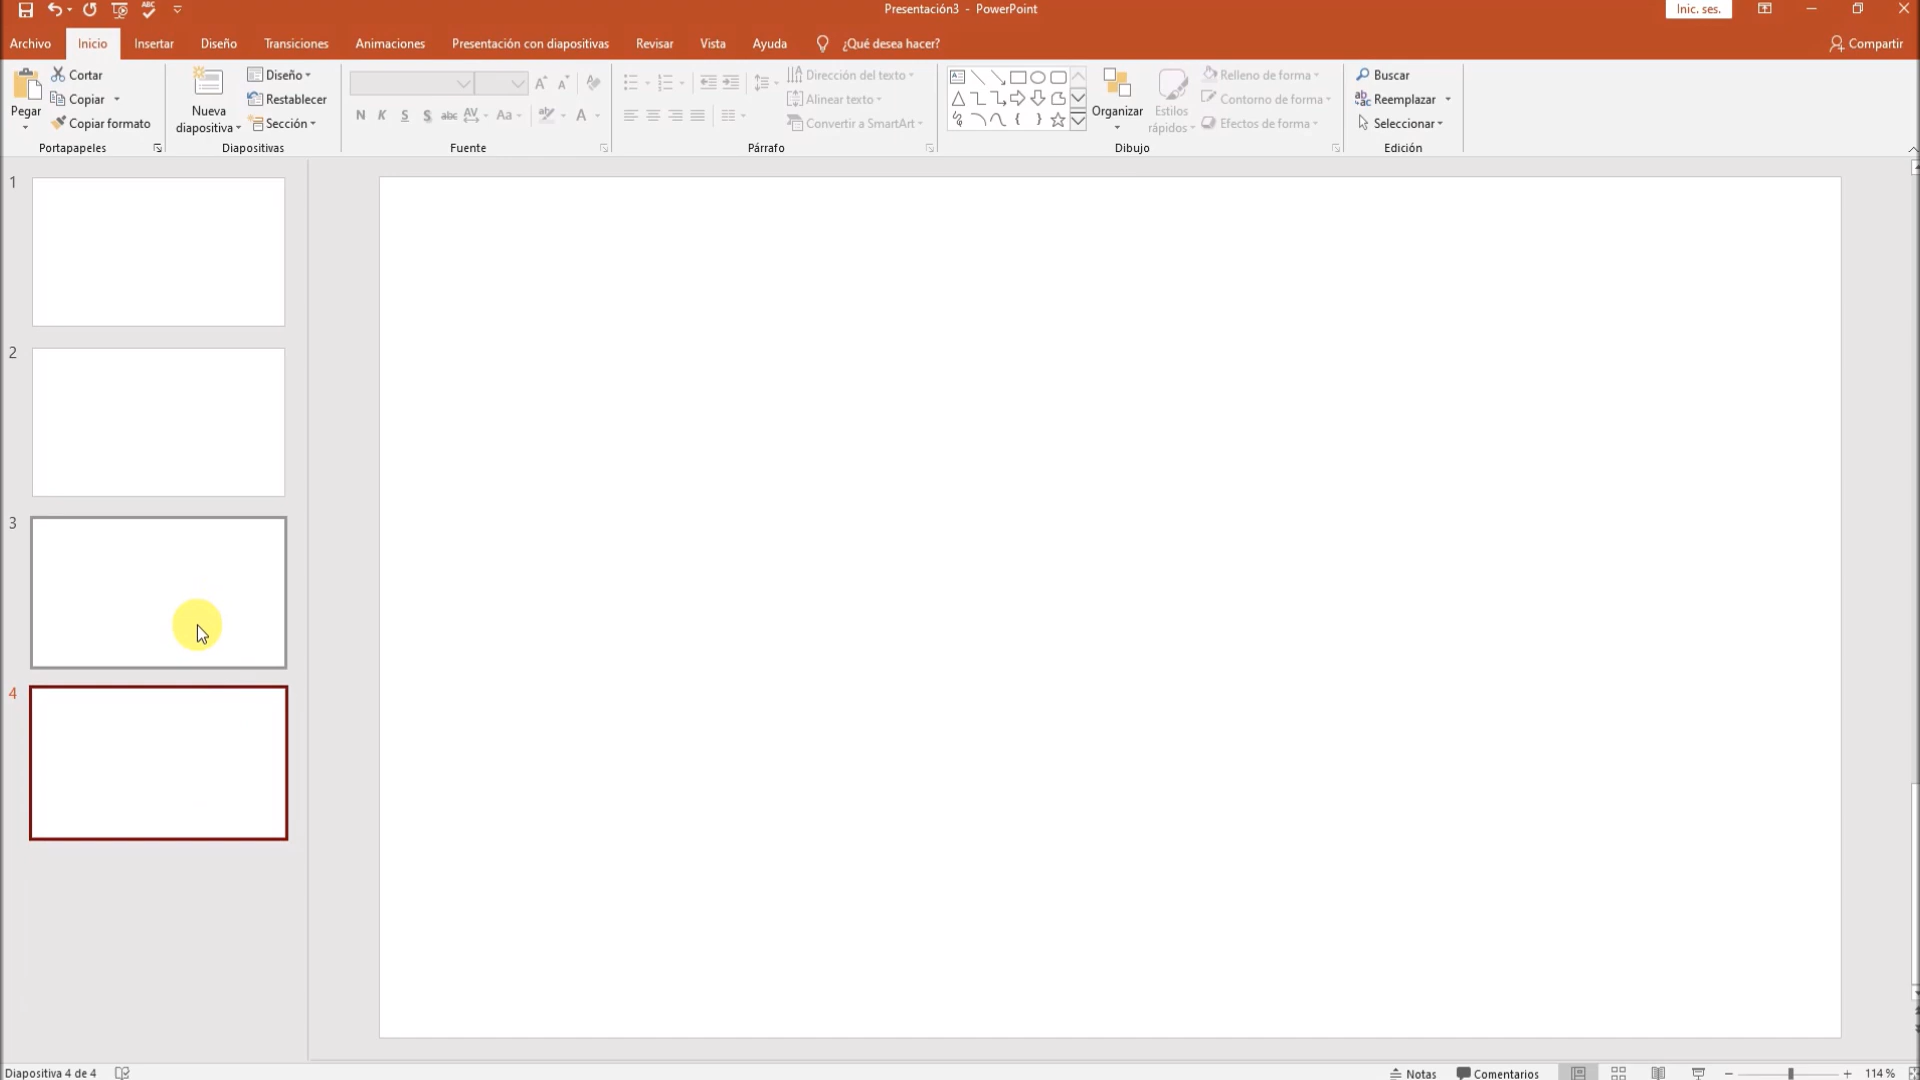 Presentación3 - PowerPoint
Inic. ses.
Archivo Inicio Insertar Diseño Transiciones Animaciones Presentación con diapositivas Revisar Vista Ayuda ¿Qué desea hacer? Compartir
Pegar
Cortar
Copiar
Copiar formato
Portapapeles
Nueva
diapositiva
Diseño
Restablecer
Sección
Diapositivas
N K S S abc AV Aa A
Fuente
Dirección del texto
Alinear texto
Convertir a SmartArt
Párrafo
Organizar
Estilos
rápidos
Relleno de forma
Contorno de forma
Efectos de forma
Dibujo
Buscar
Reemplazar
Seleccionar
Edición
1
2
3
4
Diapositiva 4 de 4
Notas Comentarios 114 %